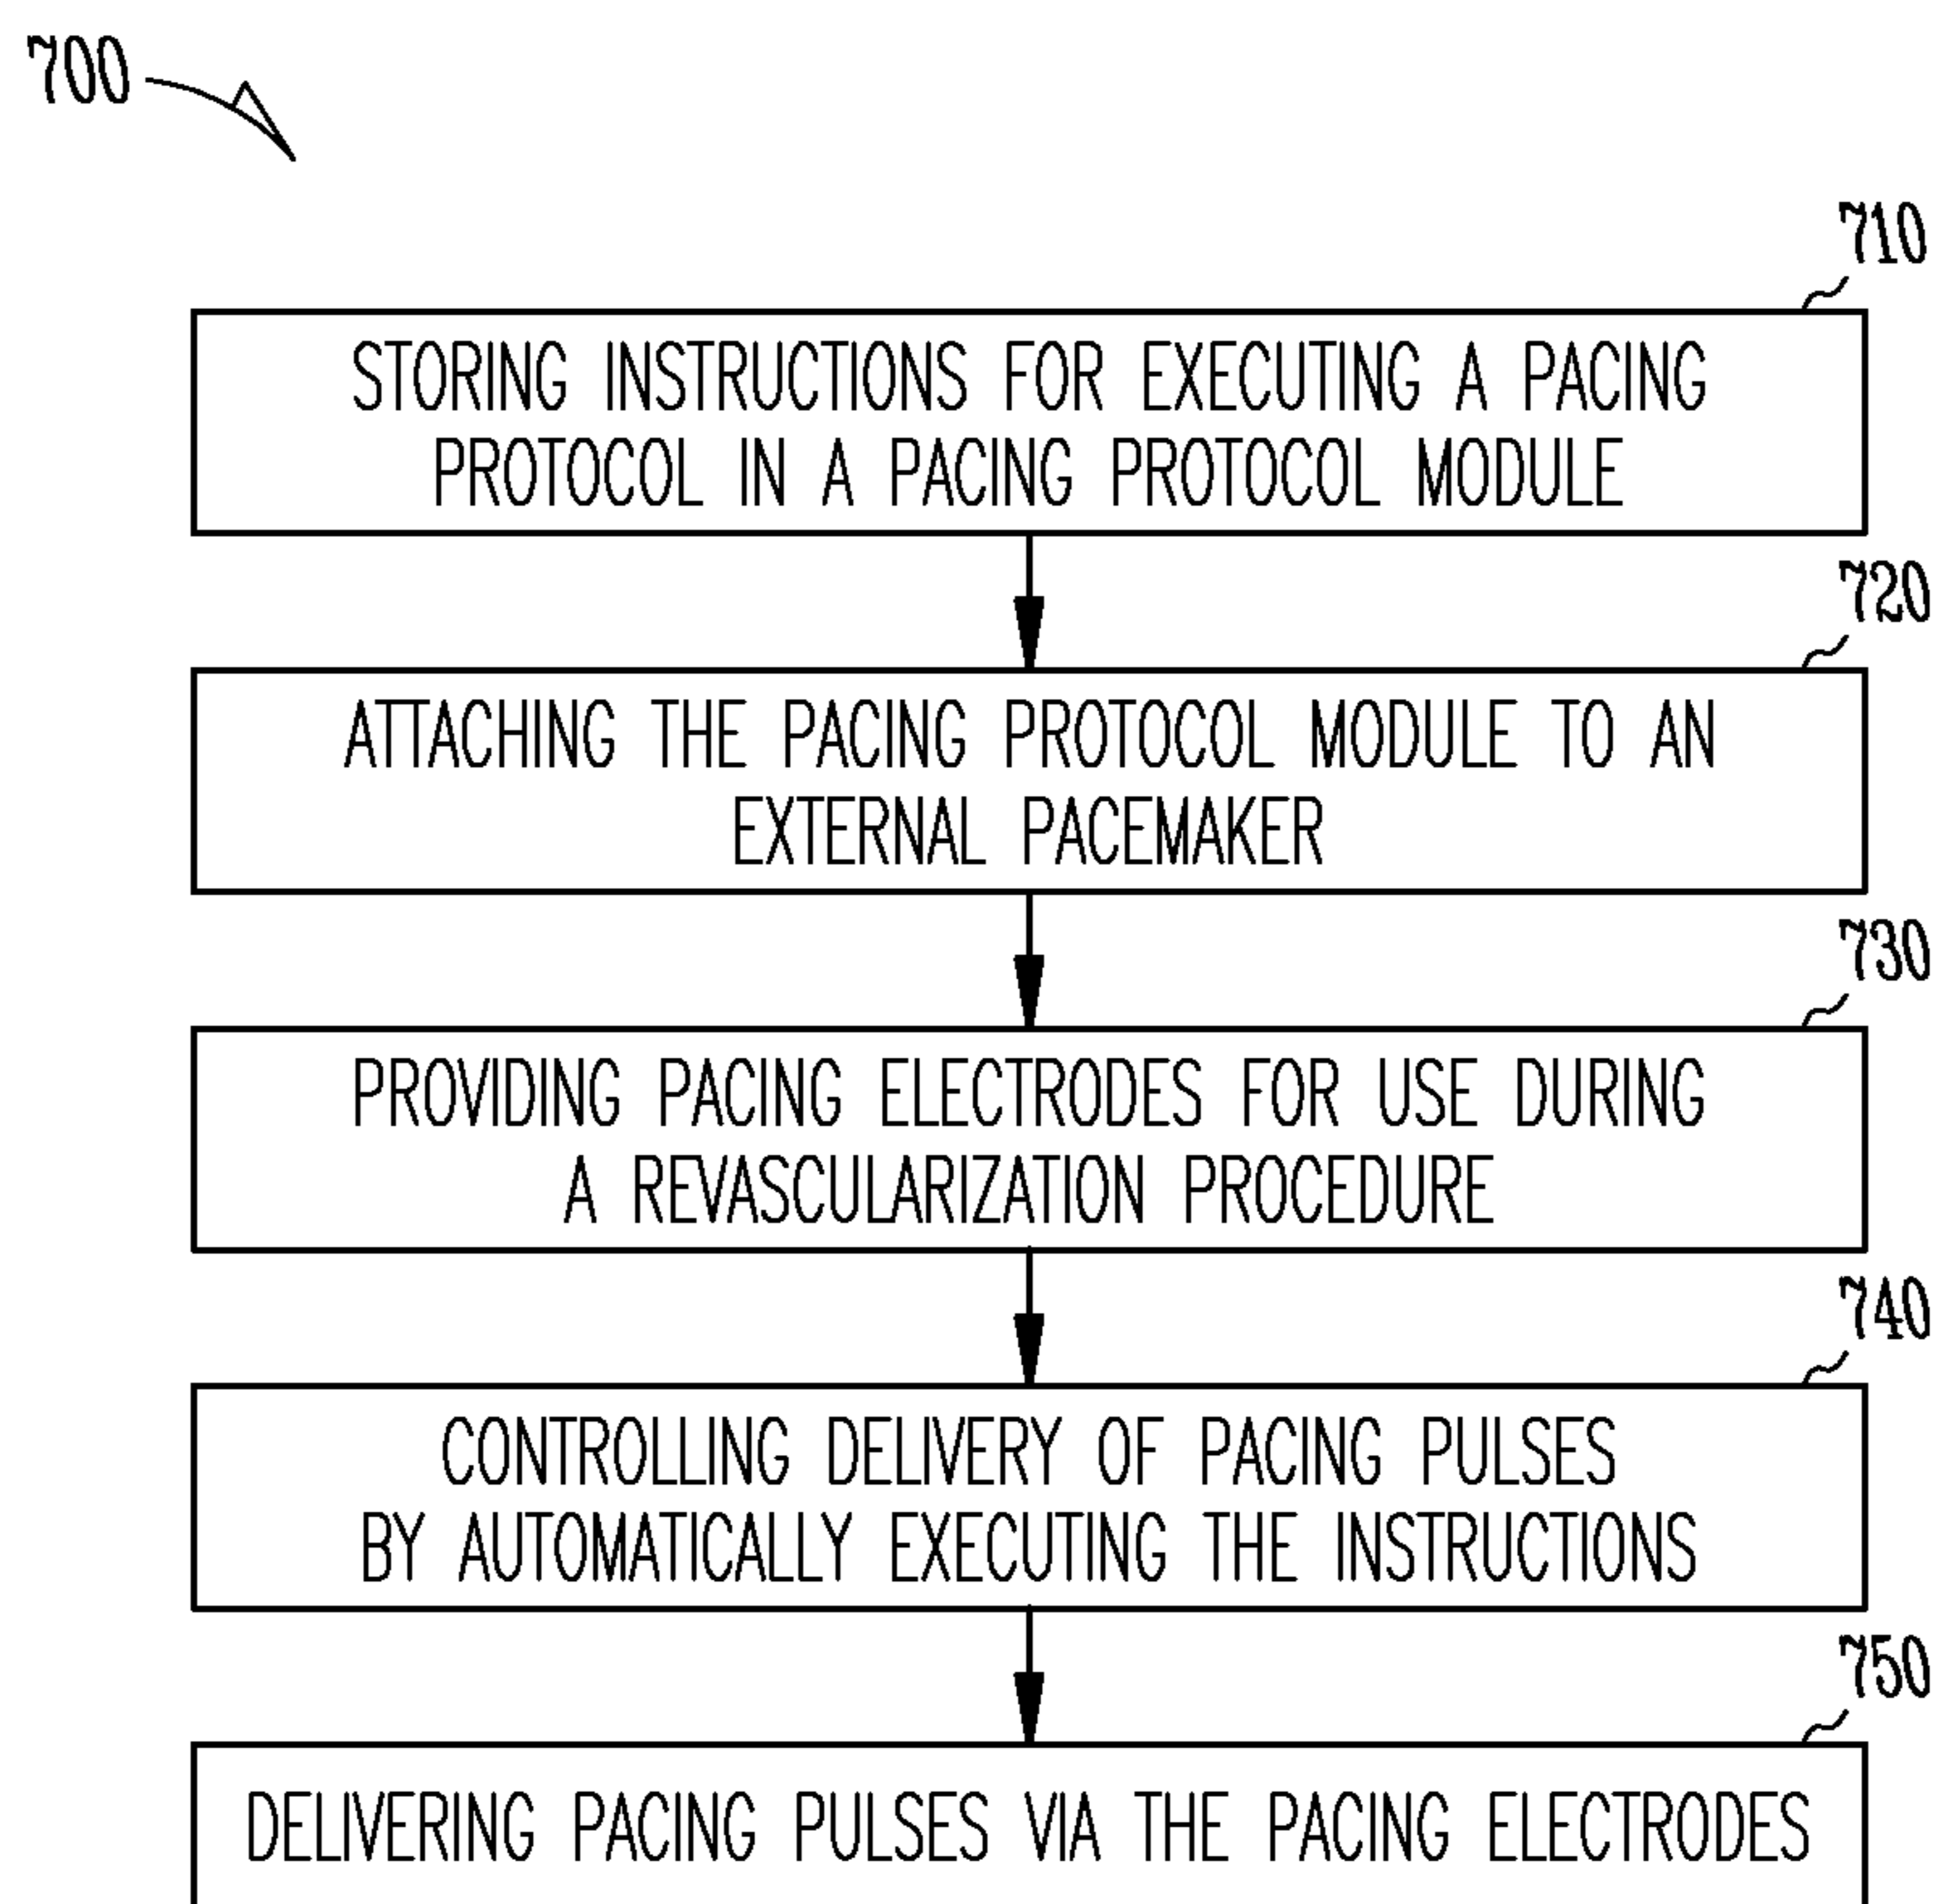 700
710
STORING INSTRUCTIONS FOR EXECUTING A PACING
PROTOCOL IN A PACING PROTOCOL MODULE
720
ATTACHING THE PACING PROTOCOL MODULE TO AN
EXTERNAL PACEMAKER
730
PROVIDING PACING ELECTRODES FOR USE DURING
A REVASCULARIZATION PROCEDURE
740
CONTROLLING DELIVERY OF PACING PULSES
BY AUTOMATICALLY EXECUTING THE INSTRUCTIONS
750
DELIVERING PACING PULSES VIA THE PACING ELECTRODES